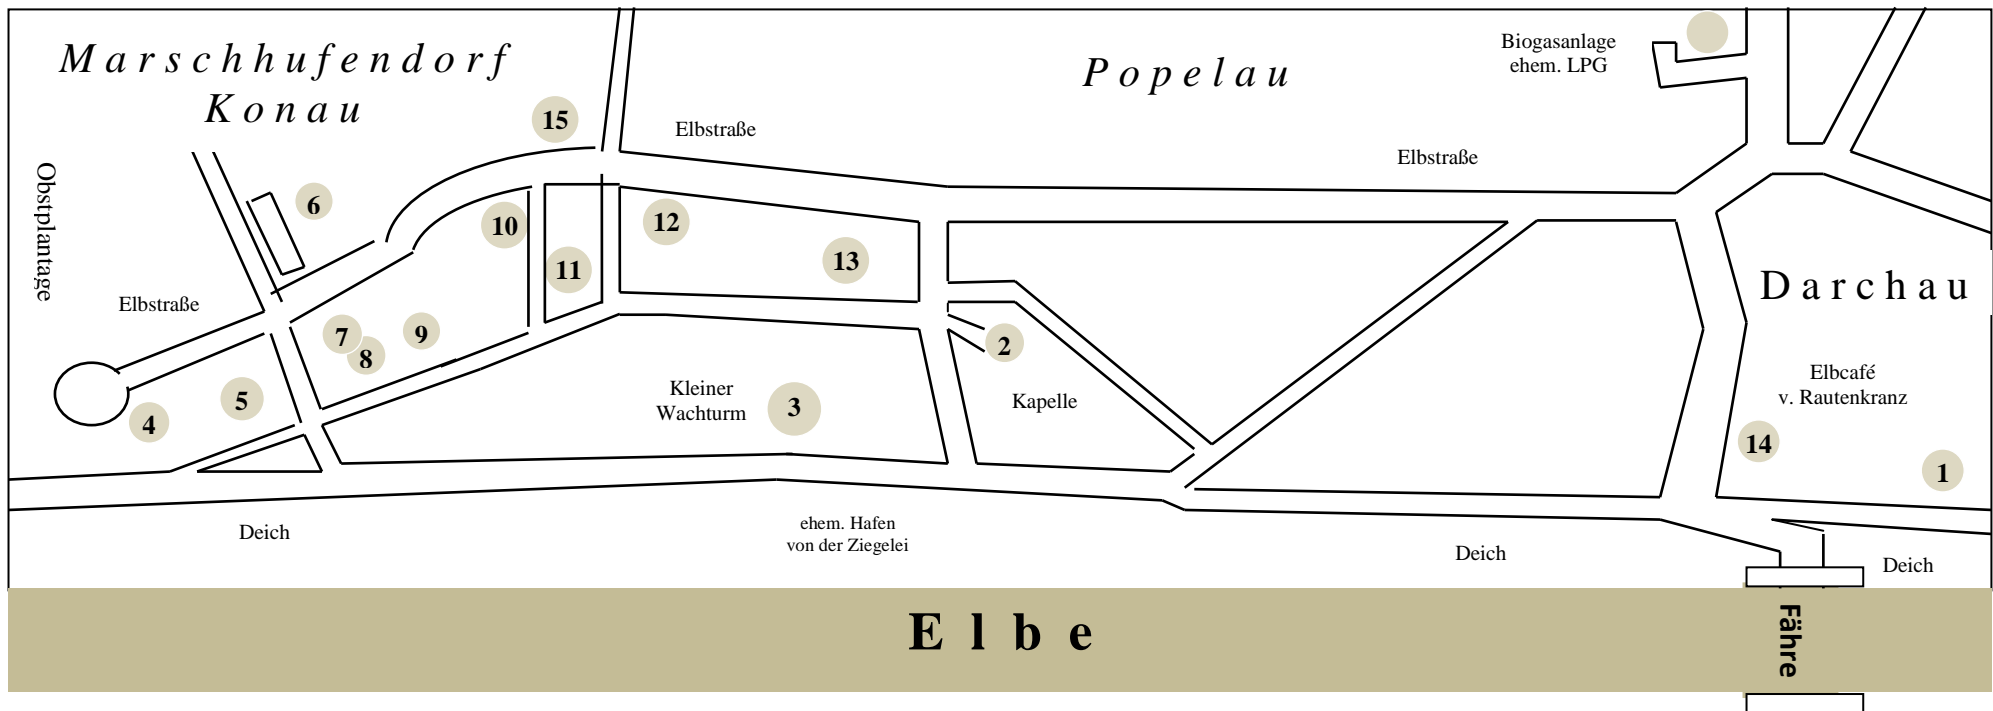 Marschhufendorf
Konau
Popelau
Biogasanlage
ehem. LPG
15
Elbstraße
Elbstraße
Obstplantage
6
10
12
11
13
Darchau
Elbstraße
7
8
9
2
Kleiner
Wachturm
3
Kapelle
Elbcafé
v. Rautenkranz
4
5
14
1
Deich
ehem. Hafen
von der Ziegelei
Deich
Deich
Elbe
Fähre